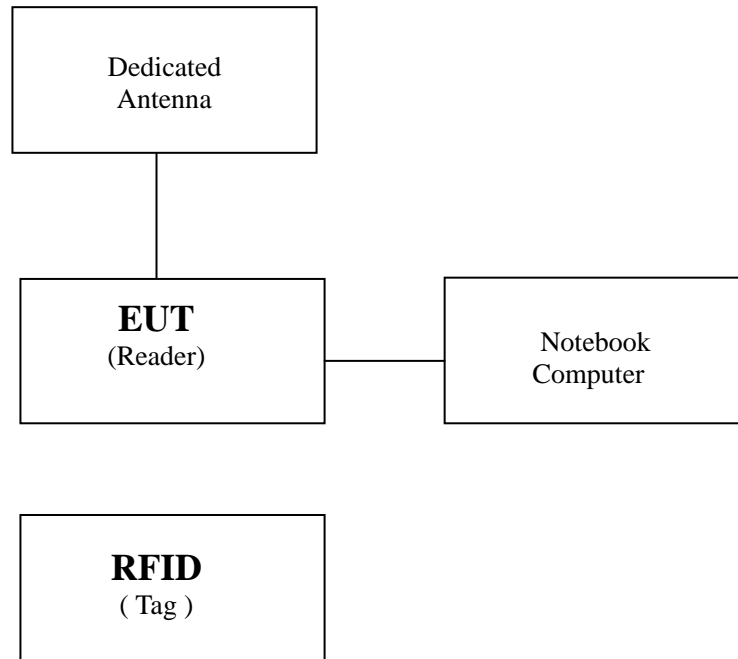 Dedicated
Antenna
EUT
(Reader)
Notebook
Computer
RFID
( Tag )